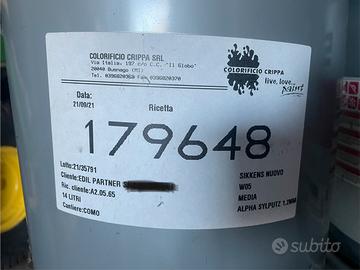 COLORIFICIO CRIPPA SRL
Via Italia, 197 c/o C.C. "Il Globo"
20040 Busnago (MI)
Tel. 0396820369 Fax 0396820370
COLORIFICIO CRIPPA
live, love...
Paint
Data:
21/09/21
Ricetta
179648
Lotto:21/35791
Cliente:EDIL PARTNER S
Ric. cliente:A2.05.65
14 LITRI
Cantiere:COMO
SIKKENS NUOVO
W05
MEDIA
ALPHA SYLPUTZ 1.2MM
subito